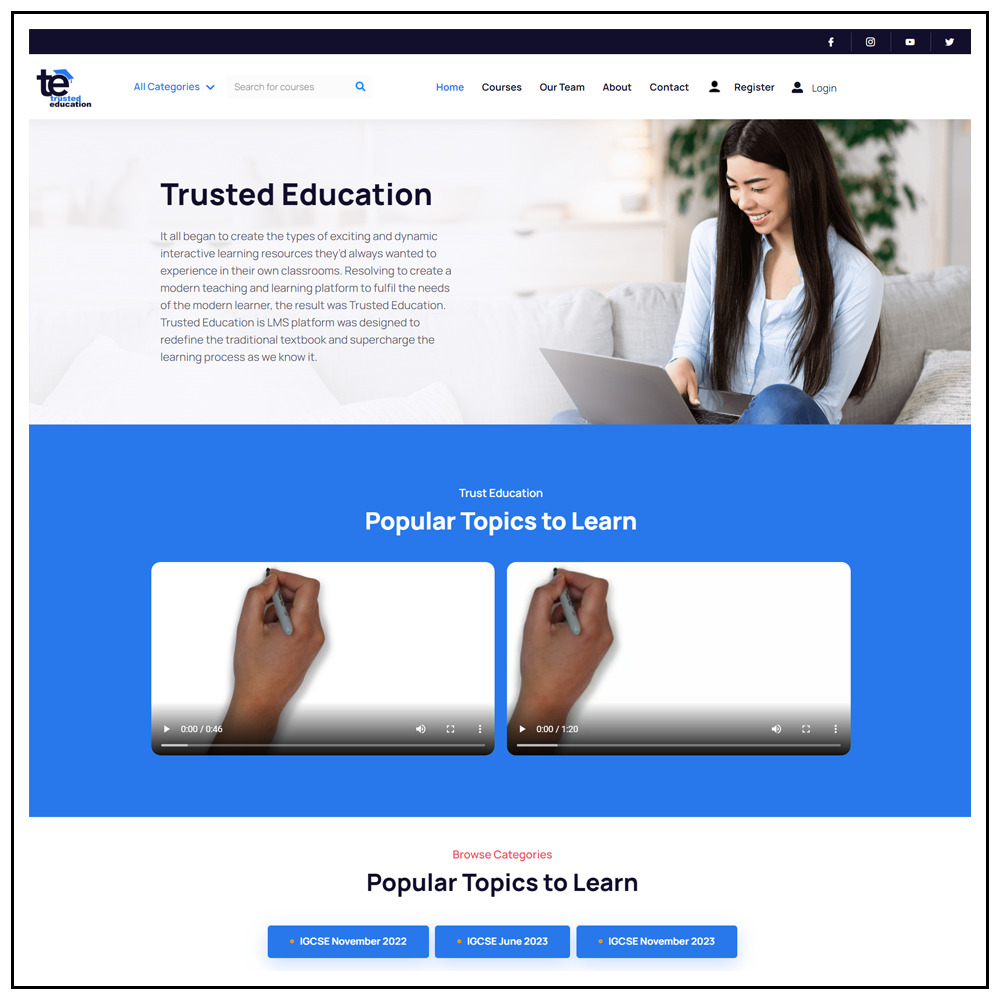 te
trusted
education
All Categories
Search for courses
Home Courses Our Team About Contact Register Login
Trusted Education
It all began to create the types of exciting and dynamic
interactive learning resources they'd always wanted to
experience in their own classrooms. Resolving to create a
modern teaching and learning platform to fulfil the needs
of the modern learner, the result was Trusted Education.
Trusted Education is LMS platform was designed to
redefine the traditional textbook and supercharge the
learning process as we know it.
Trust Education
Popular Topics to Learn
0:00 / 0:46
0:00 / 1:20
Browse Categories
Popular Topics to Learn
IGCSE November 2022 IGCSE June 2023 IGCSE November 2023